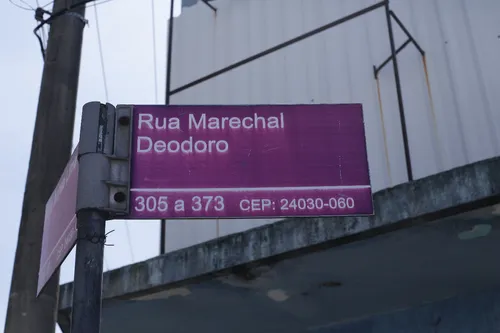 Rua Marechal
Deodoro
305 a 373 CEP: 24030-060